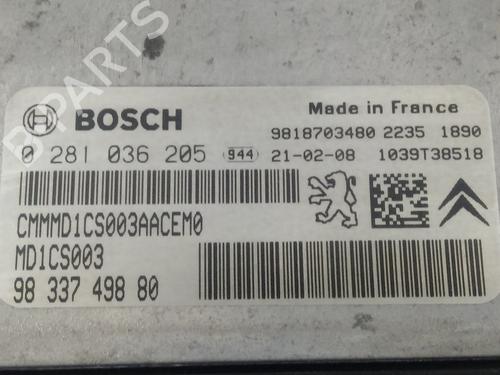 BOSCH
Made in France
9818703480 2235 1890
0 281 036 205 944 21-02-08 1039T38518
CMMMD1CS003AACEM0
MD1CS003
98 337 498 80